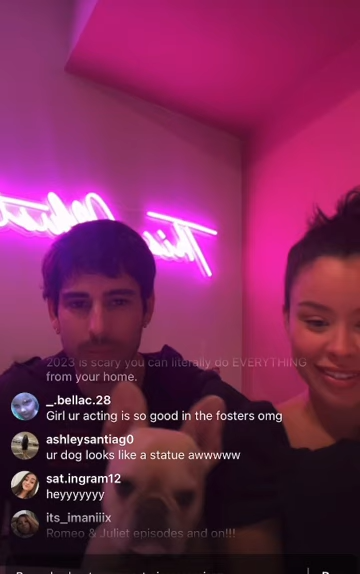 This
2023 is scary you can literally do EVERYTHING
from your home.
_.bellac.28
Girl ur acting is so good in the fosters omg
ashleysantiag0
ur dog looks like a statue awwwww
sat.ingram12
heyyyyyyy
its_imaniiix
Romeo & Juliet episodes and on!!!